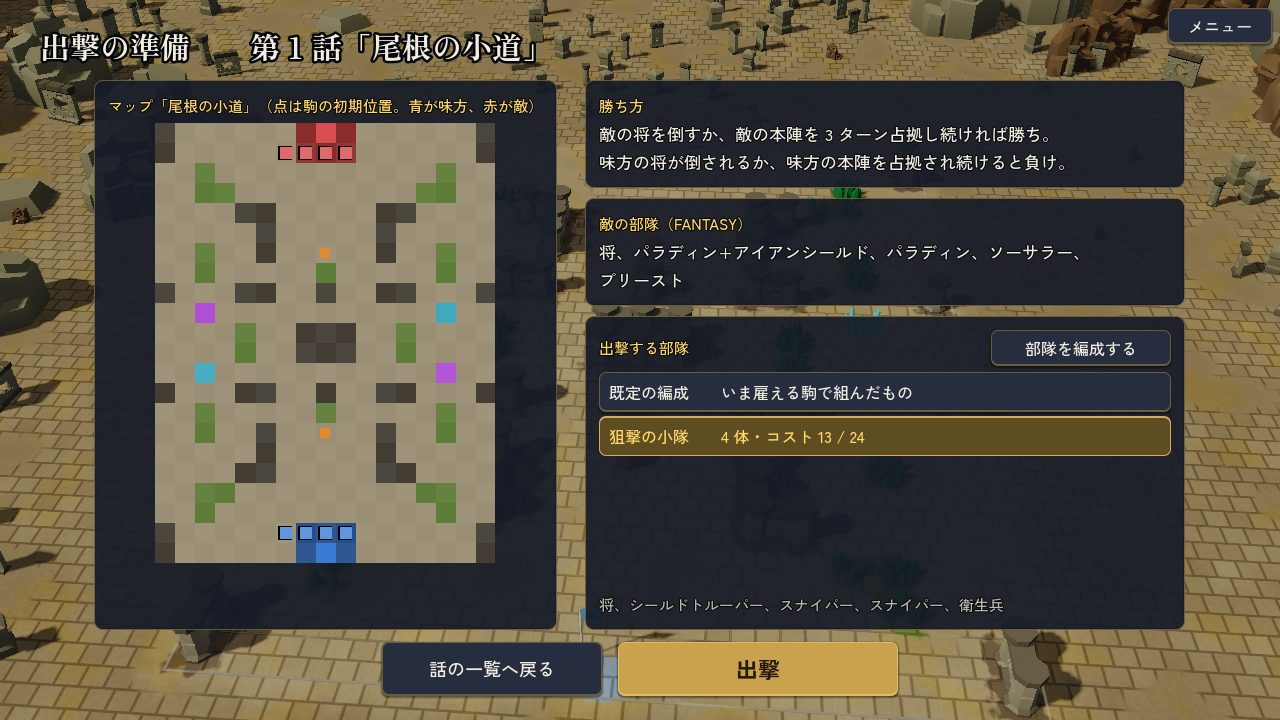 出撃の準備　　第１話「尾根の小道」
メニュー
マップ「尾根の小道」（点は駒の初期位置。青が味方、赤が敵）
勝ち方
敵の将を倒すか、敵の本陣を 3 ターン占拠し続ければ勝ち。
味方の将が倒されるか、味方の本陣を占拠され続けると負け。
敵の部隊（FANTASY）
将、パラディン＋アイアンシールド、パラディン、ソーサラー、
プリースト
出撃する部隊
部隊を編成する
既定の編成　　いま雇える駒で組んだもの
狙撃の小隊　　4 体・コスト 13 / 24
将、シールドトルーパー、スナイパー、スナイパー、衛生兵
話の一覧へ戻る
出撃